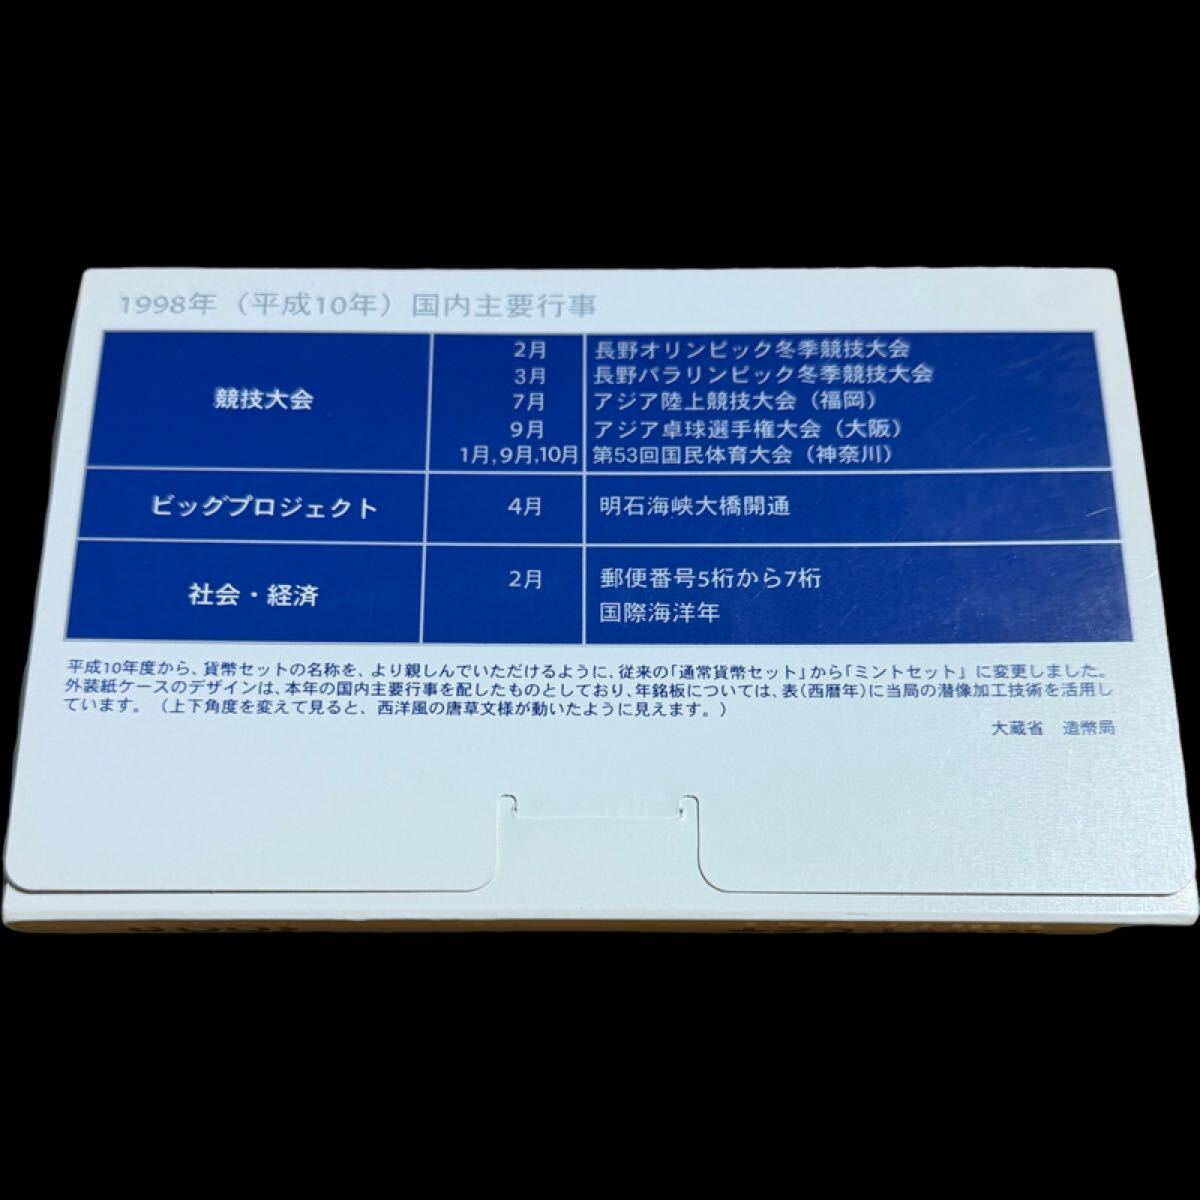 1998年（平成10年）国内主要行事
競技大会
2月 長野オリンピック冬季競技大会
3月 長野パラリンピック冬季競技大会
7月 アジア陸上競技大会（福岡）
9月 アジア卓球選手権大会（大阪）
1月,9月,10月 第53回国民体育大会（神奈川）
ビッグプロジェクト 4月 明石海峡大橋開通
社会・経済 2月 郵便番号5桁から7桁
国際海洋年
平成10年度から、貨幣セットの名称を、より親しんでいただけるように、従来の「通常貨幣セット」から「ミントセット」に変更しました。
外装紙ケースのデザインは、本年の国内主要行事を配したものとしており、年銘板については、表(西暦年)に当局の潜像加工技術を活用し
ています。（上下角度を変えて見ると、西洋風の唐草文様が動いたように見えます。）
大蔵省 造幣局